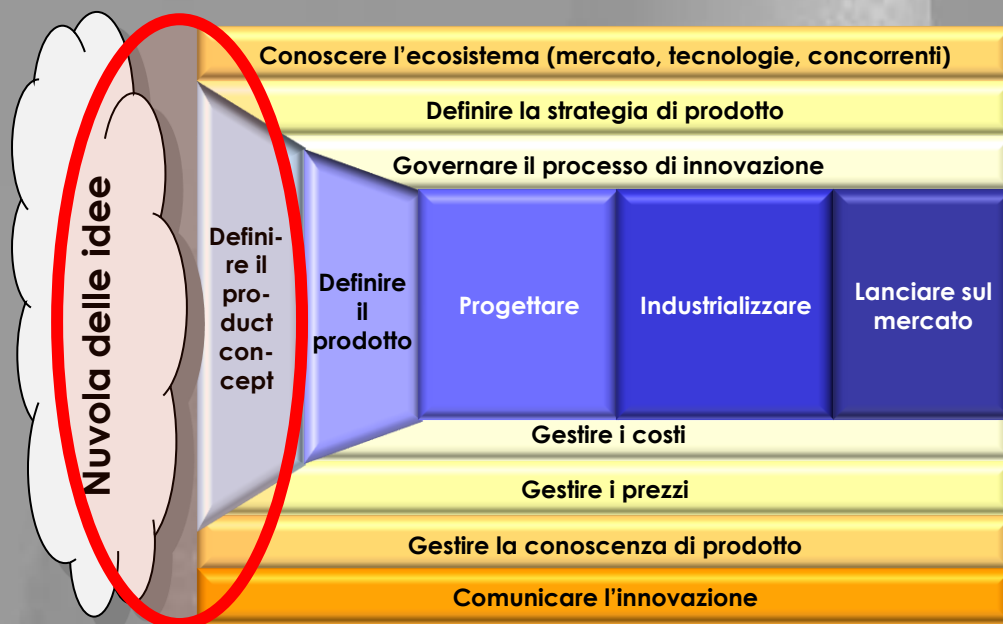 Conoscere l’ecosistema (mercato, tecnologie, concorrenti)
Definire la strategia di prodotto
Governare il processo di innovazione
Nuvola delle idee
Defini-
re il
pro-
duct
con-
cept
Definire
il
prodotto
Progettare
Industrializzare
Lanciare sul
mercato
Gestire i costi
Gestire i prezzi
Gestire la conoscenza di prodotto
Comunicare l’innovazione